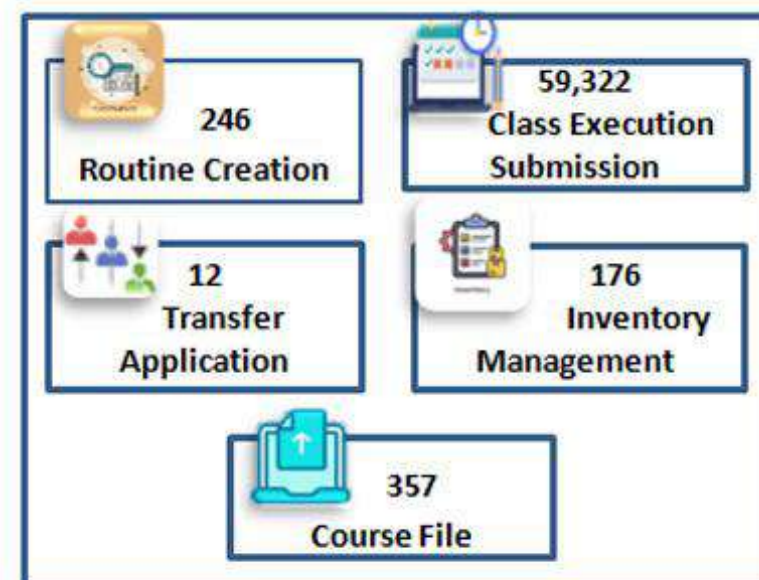 246
Routine Creation
59,322
Class Execution
Submission
12
Transfer
Application
176
Inventory
Management
357
Course File